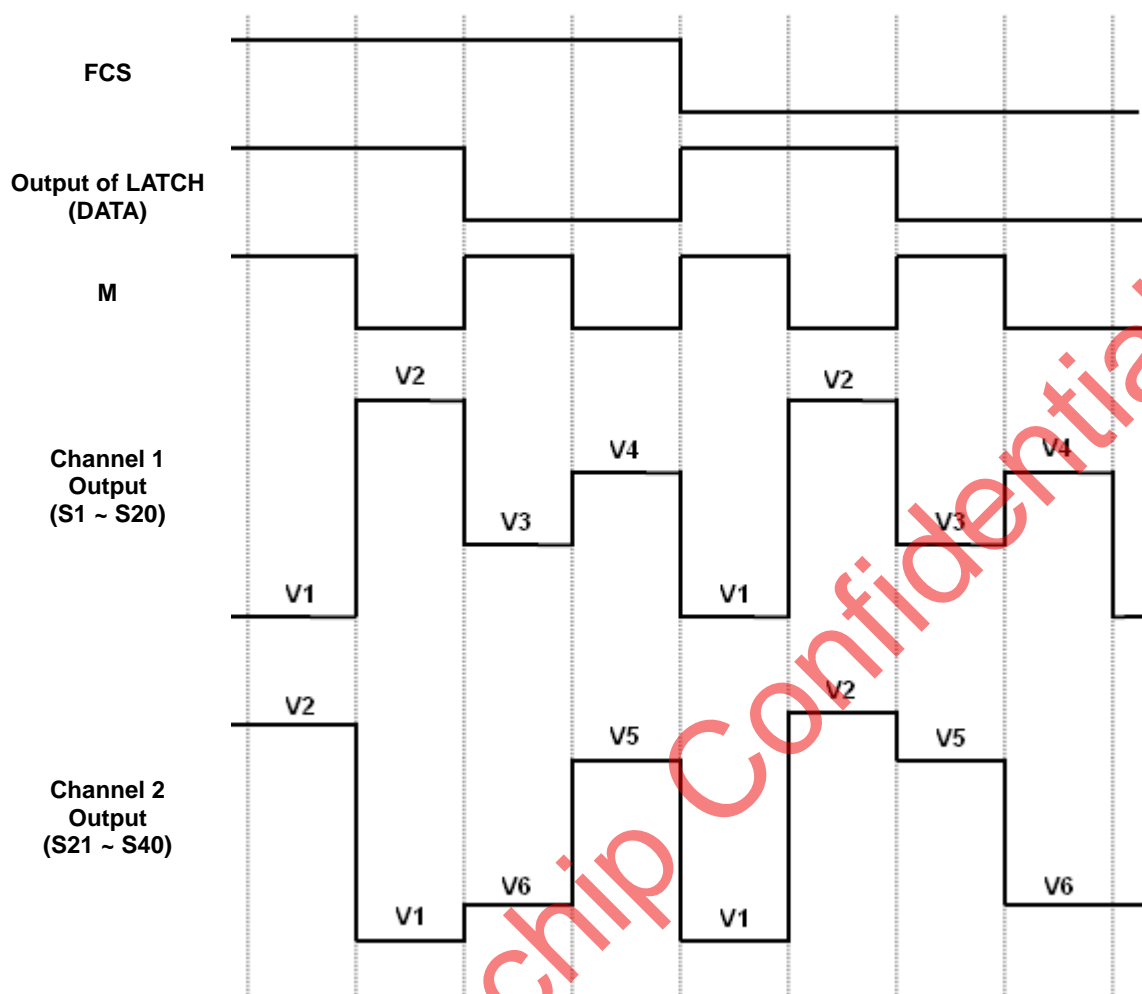 FCS
Output of LATCH
(DATA)
M
V2
V2
Channel 1
Output
(S1 ~ S20)
V4
V4
V3
V3
V1
V1
V2
V2
V5
V5
Channel 2
Output
(S21 ~ S40)
V6
V6
V1
V1
chip Confidential